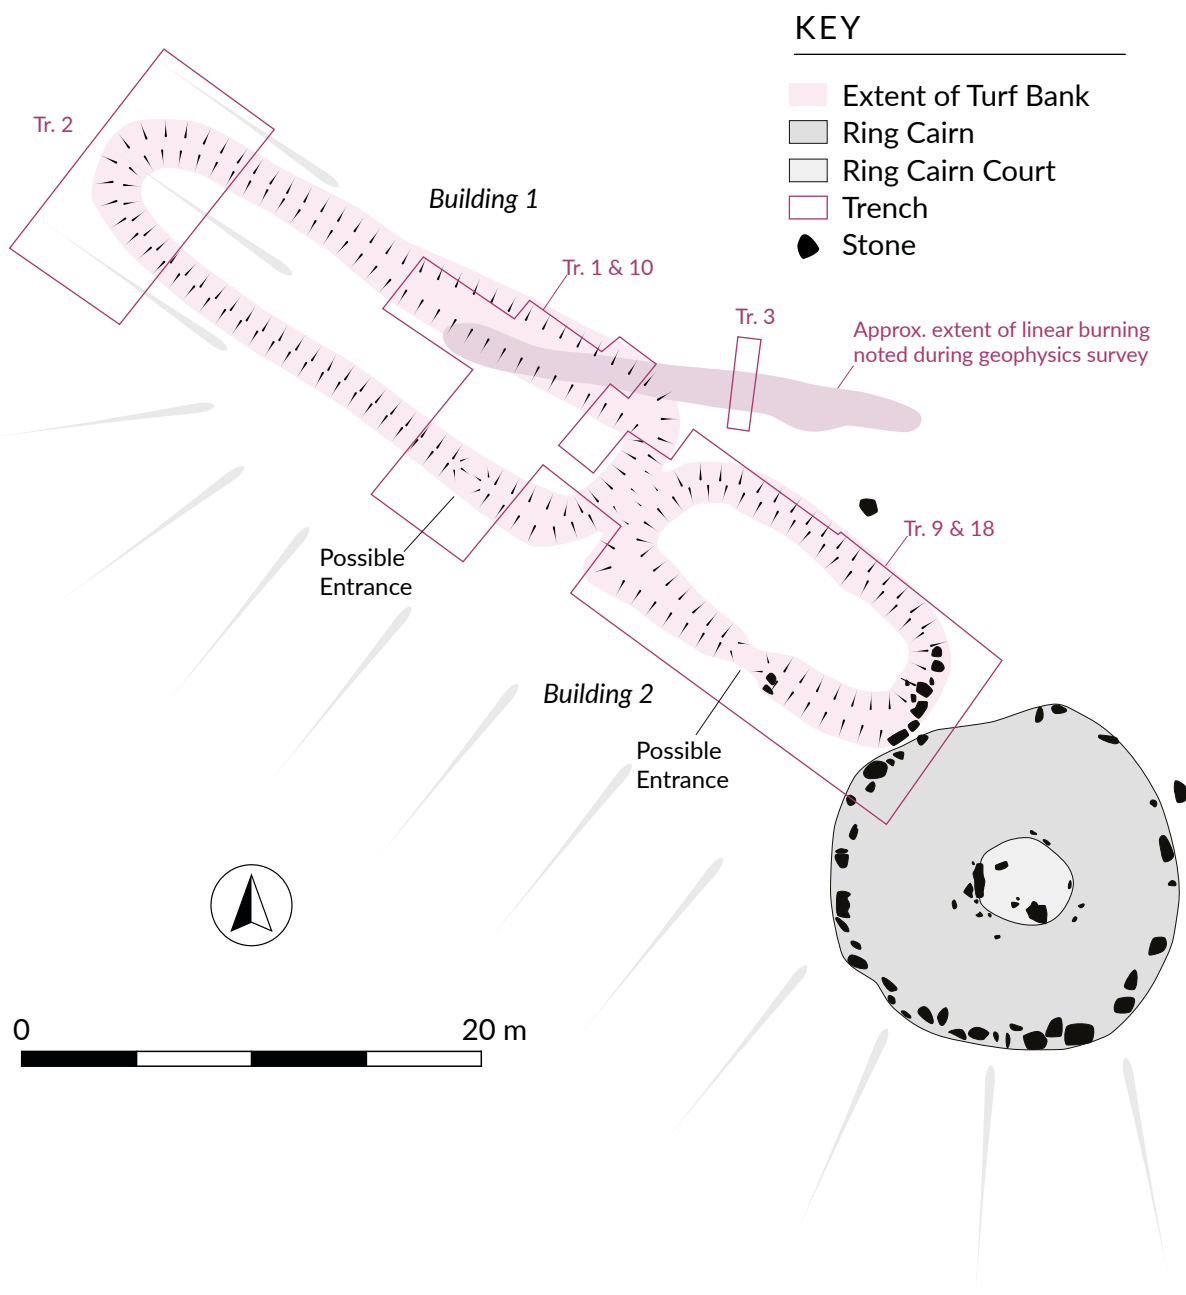 KEY
Extent of Turf Bank
Ring Cairn
Ring Cairn Court
Trench
Stone
Tr. 2
Building 1
Tr. 1 & 10
Tr. 3
Approx. extent of linear burning
noted during geophysics survey
Tr. 9 & 18
Possible
Entrance
Building 2
Possible
Entrance
0
20 m